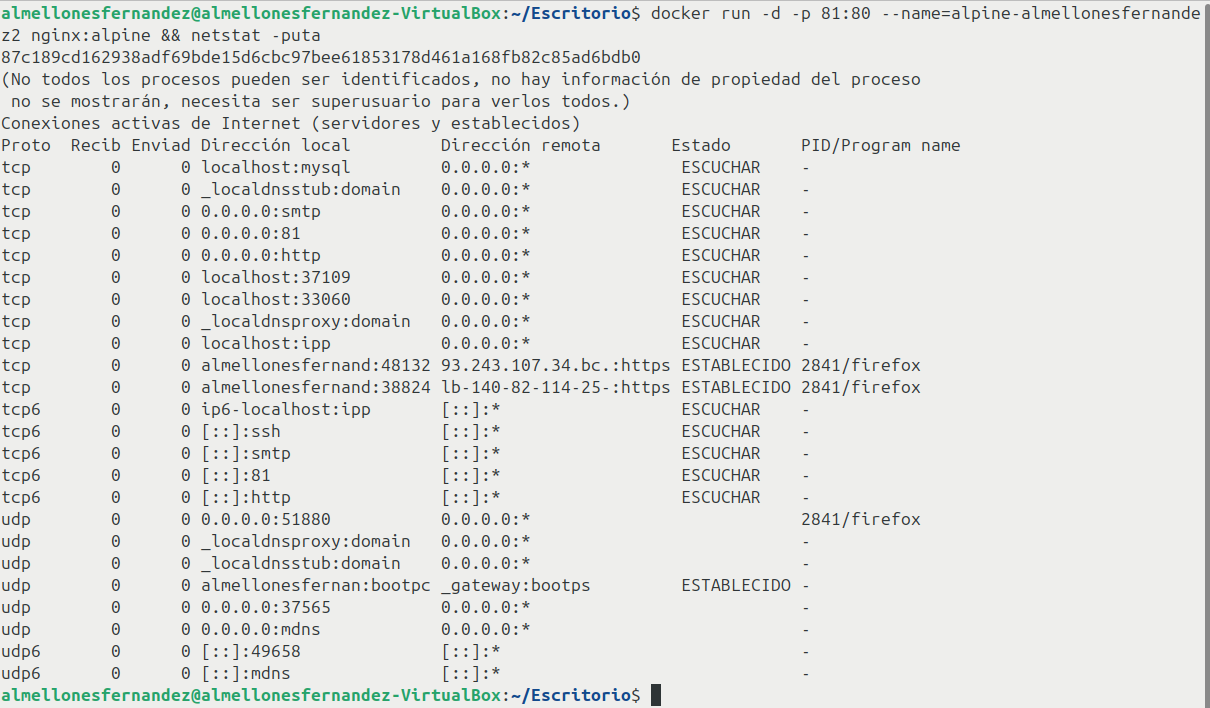 almellonesfernandez@almellonesfernandez-VirtualBox:~/Escritorio$ docker run -d -p 81:80 --name=alpine-almellonesfernande
z2 nginx:alpine && netstat -puta
87c189cd162938adf69bde15d6cbc97bee61853178d461a168fb82c85ad6bdb0
(No todos los procesos pueden ser identificados, no hay información de propiedad del proceso
 no se mostrarán, necesita ser superusuario para verlos todos.)
Conexiones activas de Internet (servidores y establecidos)
Proto  Recib Enviad Dirección local         Dirección remota       Estado       PID/Program name
tcp        0      0 localhost:mysql         0.0.0.0:*               ESCUCHAR    -
tcp        0      0 _localdnsstub:domain    0.0.0.0:*               ESCUCHAR    -
tcp        0      0 0.0.0.0:smtp            0.0.0.0:*               ESCUCHAR    -
tcp        0      0 0.0.0.0:81              0.0.0.0:*               ESCUCHAR    -
tcp        0      0 0.0.0.0:http            0.0.0.0:*               ESCUCHAR    -
tcp        0      0 localhost:37109         0.0.0.0:*               ESCUCHAR    -
tcp        0      0 localhost:33060         0.0.0.0:*               ESCUCHAR    -
tcp        0      0 _localdnsproxy:domain   0.0.0.0:*               ESCUCHAR    -
tcp        0      0 localhost:ipp           0.0.0.0:*               ESCUCHAR    -
tcp        0      0 almellonesfernand:48132 93.243.107.34.bc.:https ESTABLECIDO 2841/firefox
tcp        0      0 almellonesfernand:38824 lb-140-82-114-25-:https ESTABLECIDO 2841/firefox
tcp6       0      0 ip6-localhost:ipp       [::]:*                  ESCUCHAR    -
tcp6       0      0 [::]:ssh                [::]:*                  ESCUCHAR    -
tcp6       0      0 [::]:smtp               [::]:*                  ESCUCHAR    -
tcp6       0      0 [::]:81                 [::]:*                  ESCUCHAR    -
tcp6       0      0 [::]:http               [::]:*                  ESCUCHAR    -
udp        0      0 0.0.0.0:51880           0.0.0.0:*                           2841/firefox
udp        0      0 _localdnsproxy:domain   0.0.0.0:*                           -
udp        0      0 _localdnsstub:domain    0.0.0.0:*                           -
udp        0      0 almellonesfernan:bootpc _gateway:bootps         ESTABLECIDO -
udp        0      0 0.0.0.0:37565           0.0.0.0:*                           -
udp        0      0 0.0.0.0:mdns            0.0.0.0:*                           -
udp6       0      0 [::]:49658              [::]:*                              -
udp6       0      0 [::]:mdns               [::]:*                              -
almellonesfernandez@almellonesfernandez-VirtualBox:~/Escritorio$